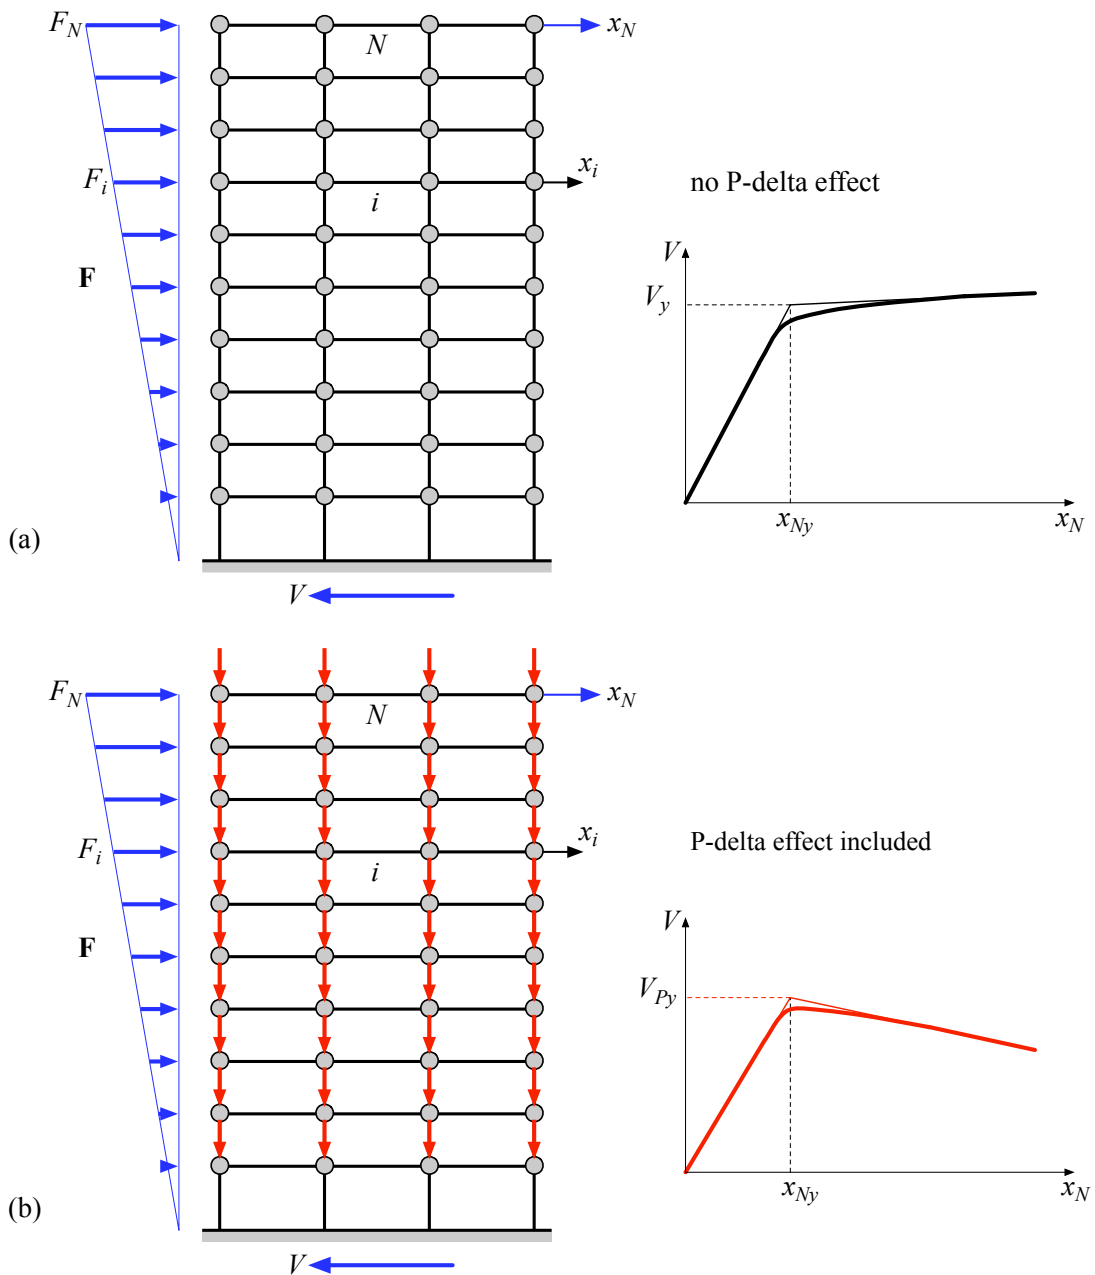 F_N
x_N
N
F_i
x_i
i
no P-delta effect
F
V
V_y
x_Ny
x_N
(a)
V
F_N
x_N
N
F_i
x_i
i
P-delta effect included
F
V
V_Py
x_Ny
x_N
(b)
V